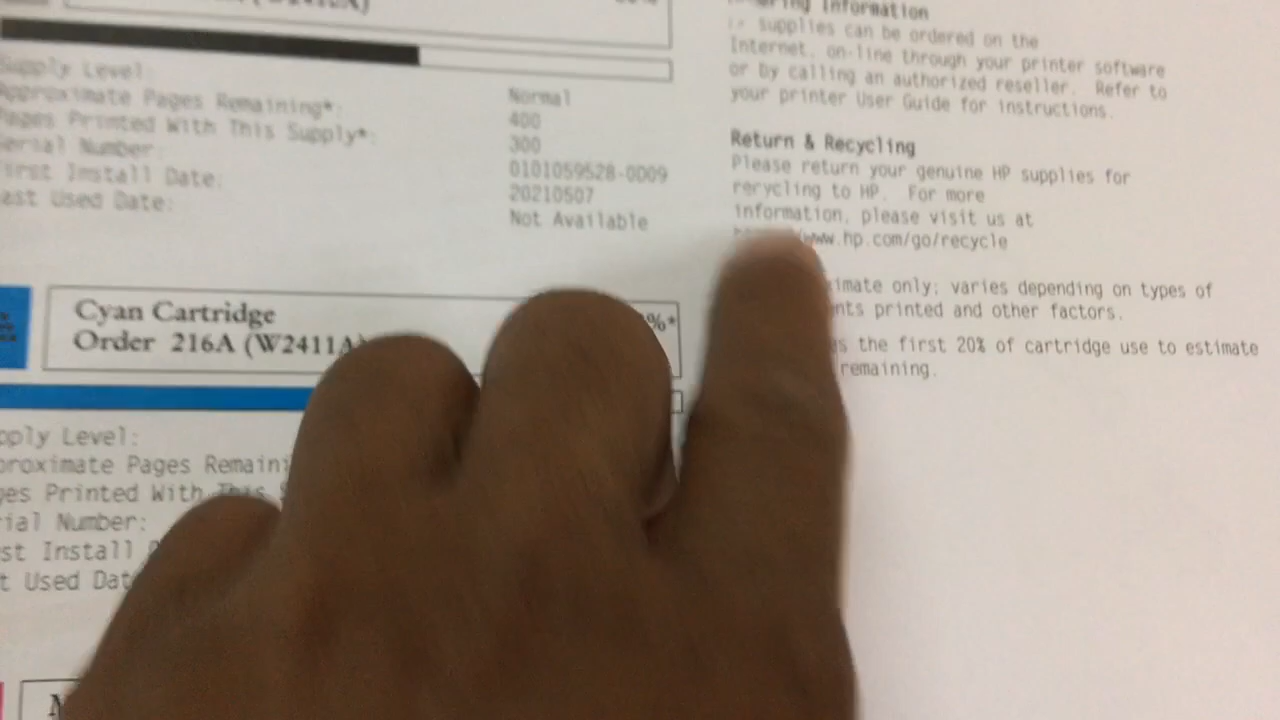 (W2410A)
Supply Level:
Normal
Approximate Pages Remaining*:
400
Pages Printed With This Supply*:
300
Serial Number:
0101059528-0009
First Install Date:
20210507
Last Used Date:
Not Available
Cyan Cartridge
%*
Order 216A (W2411A)
pply Level:
proximate Pages Remain
ges Printed With This S
rial Number:
st Install
t Used Dat
Information
supplies can be ordered on the
Internet, on-line through your printer software
or by calling an authorized reseller. Refer to
your printer User Guide for instructions.
Return & Recycling
Please return your genuine HP supplies for
recycling to HP. For more
information, please visit us at
www.hp.com/go/recycle
imate only; varies depending on types of
nts printed and other factors.
s the first 20% of cartridge use to estimate
remaining.